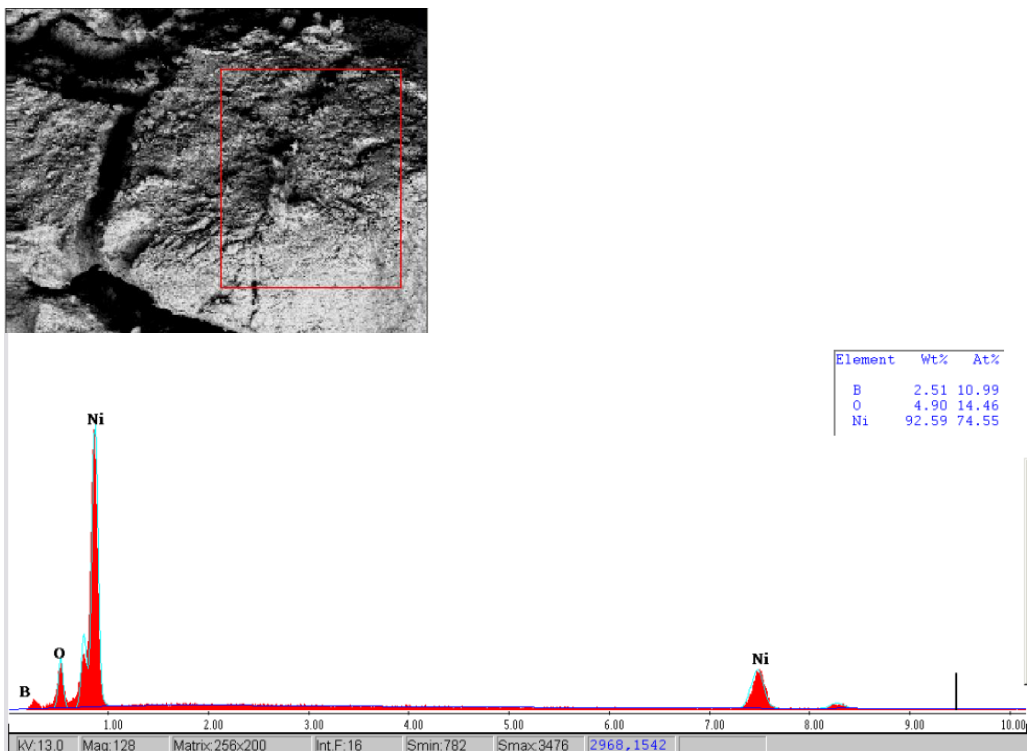 Element Wt% At%
B 2.51 10.99
O 4.90 14.46
Ni 92.59 74.55
Ni
O
B
Ni
1.00 2.00 3.00 4.00 5.00 6.00 7.00 8.00 9.00 10.00
kV:13.0 Mag:128 Matrix:256x200 Int.F:16 Smin:782 Smax:3476 2968,1542